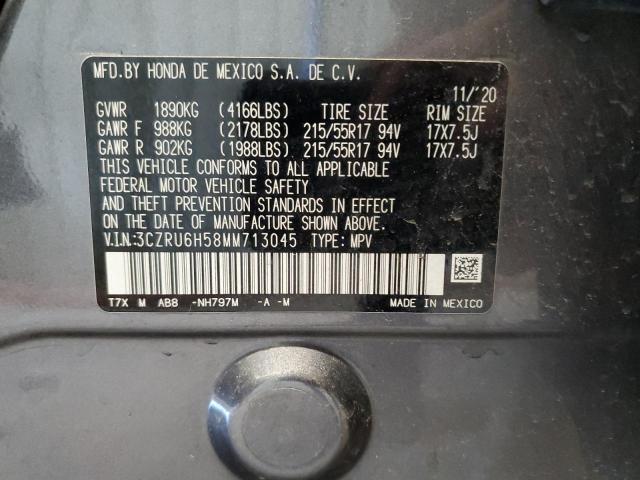 MFD.BY HONDA DE MEXICO S.A. DE C.V.
11/'20
GVWR 1890KG (4166LBS) TIRE SIZE RIM SIZE
GAWR F 988KG (2178LBS) 215/55R17 94V 17X7.5J
GAWR R 902KG (1988LBS) 215/55R17 94V 17X7.5J
THIS VEHICLE CONFORMS TO ALL APPLICABLE
FEDERAL MOTOR VEHICLE SAFETY
AND THEFT PREVENTION STANDARDS IN EFFECT
ON THE DATE OF MANUFACTURE SHOWN ABOVE.
V.I.N.:3CZRU6H58MM713045 TYPE: MPV
T7X M AB8 -NH797M -A -M MADE IN MEXICO